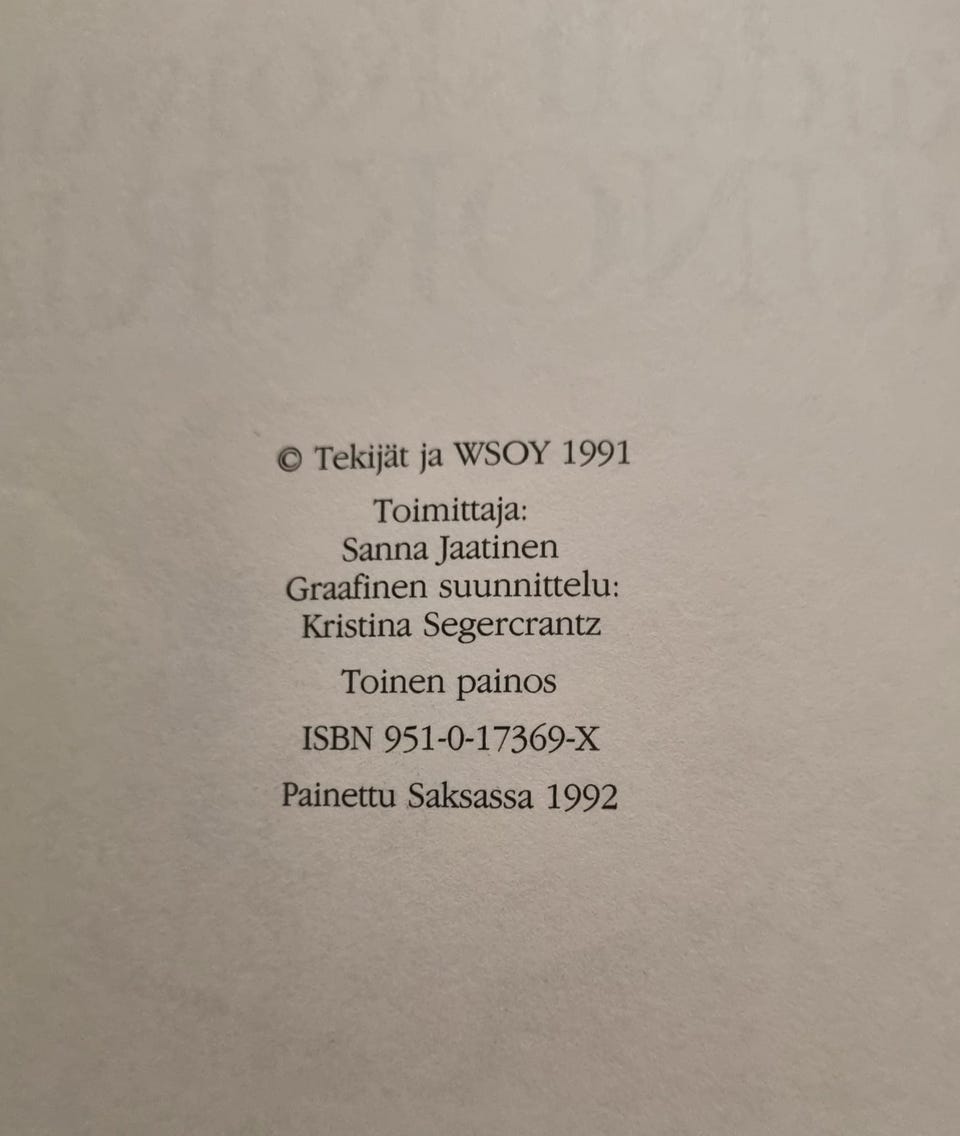 © Tekijät ja WSOY 1991
Toimittaja:
Sanna Jaatinen
Graafinen suunnittelu:
Kristina Segercrantz
Toinen painos
ISBN 951-0-17369-X
Painettu Saksassa 1992